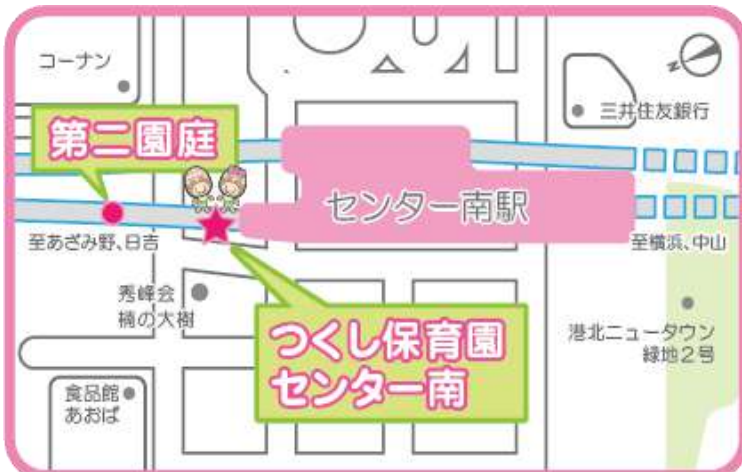 コーナン
z
三井住友銀行
第二園庭
センター南駅
至あざみ野、日吉
至横浜、中山
秀峰会
楠の大樹
つくし保育園
センター南
港北ニュータウン
緑地2号
食品館
あおば